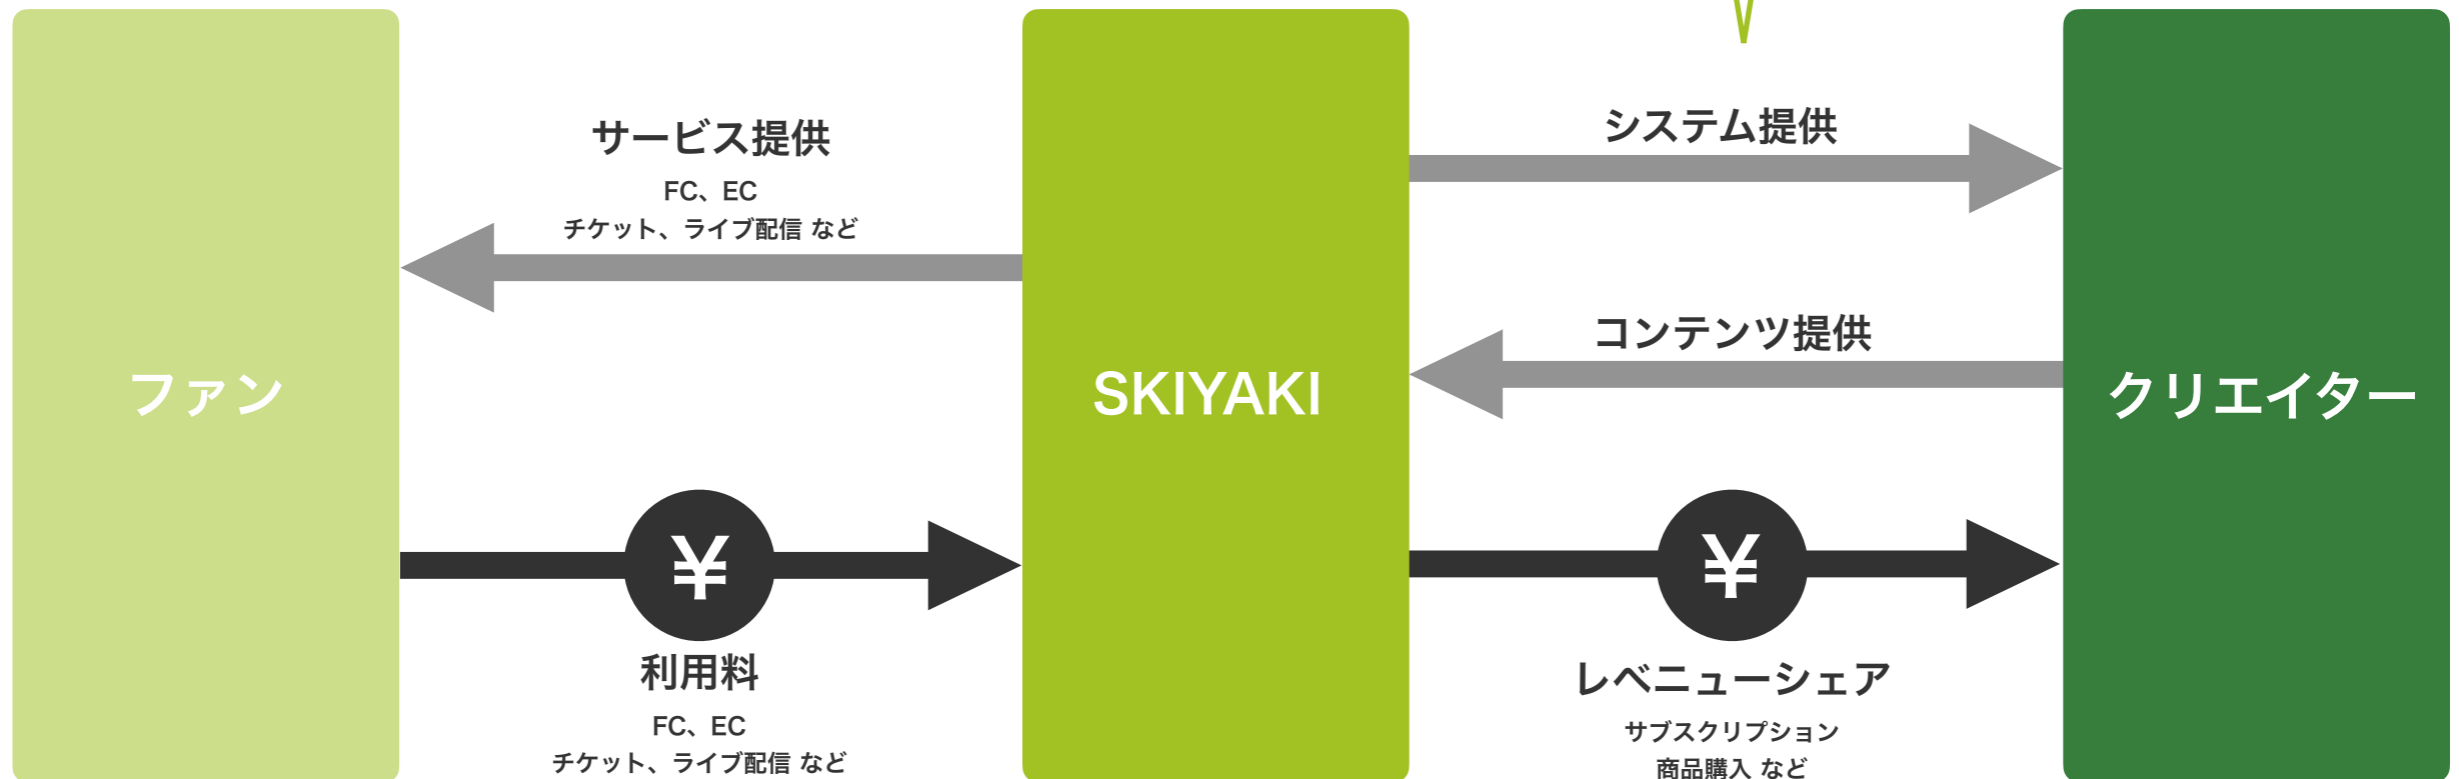 ファン
サービス提供
FC、EC
チケット、ライブ配信 など
¥
利用料
FC、EC
チケット、ライブ配信 など
SKIYAKI
システム提供
コンテンツ提供
¥
レベニューシェア
サブスクリプション
商品購入 など
クリエイター